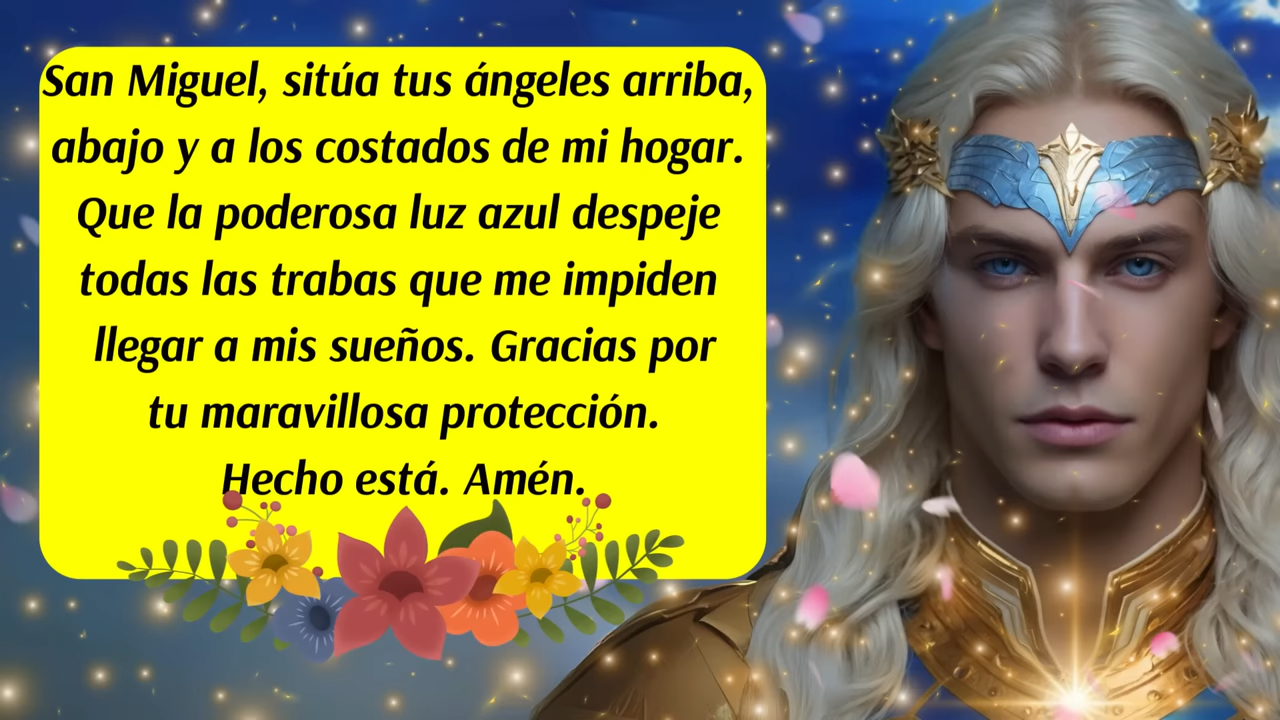 San Miguel, sitúa tus ángeles arriba,
abajo y a los costados de mi hogar.
Que la poderosa luz azul despeje
todas las trabas que me impiden
llegar a mis sueños. Gracias por
tu maravillosa protección.
Hecho está. Amén.